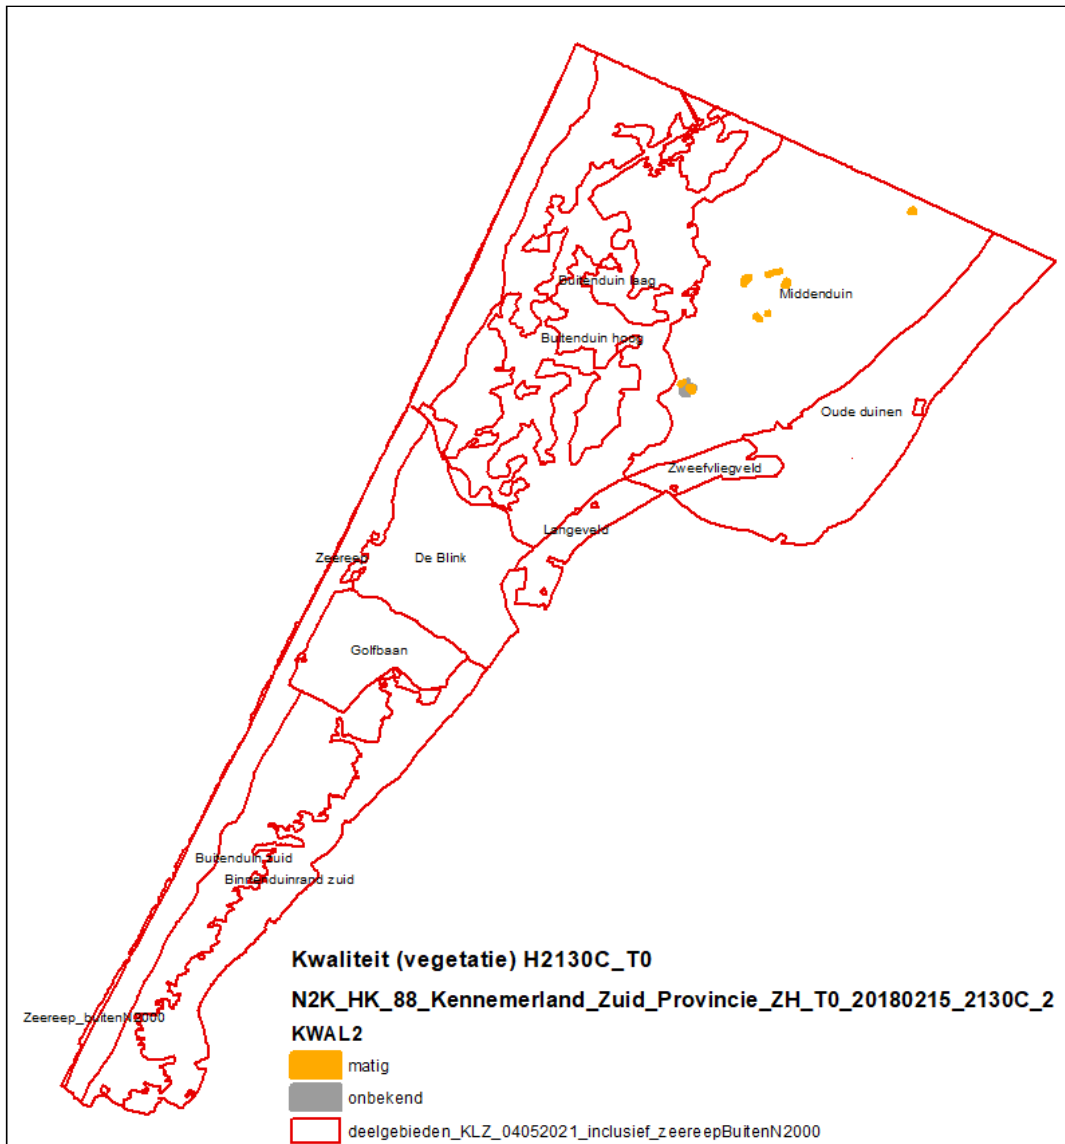 Buitenduin laag
Middenduin
Buitenduin hoog
Oude duinen
Zweefvliegveld
Langeveld
Zeereep
De Blink
Golfbaan
Buitenduin zuid
Binnenduinrand zuid
Zeereep_buitenN2000
Kwaliteit (vegetatie) H2130C_T0
N2K_HK_88_Kennemerland_Zuid_Provincie_ZH_T0_20180215_2130C_2
KWAL2
matig
onbekend
deelgebieden_KLZ_04052021_inclusief_zeereepButenN2000